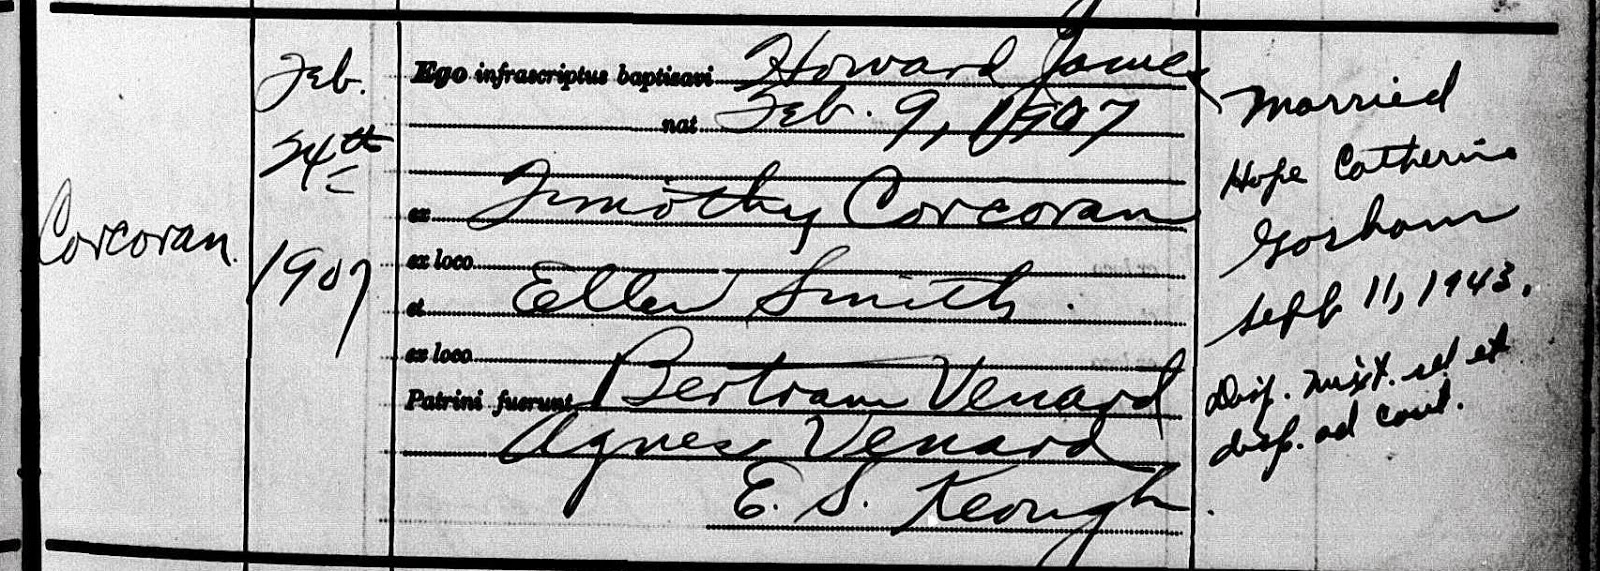 Corcoran.
Feb.
24th
1907
Ego infrascriptus baptisavi Howard James
nat Feb. 9, 1907
ex Timothy Corcoran
ex loco
et Ellen Smith.
ex loco
Patrini fuerunt Bertram Venard
Agnes Venard
E. S. Keough.
Married
Hope Catherine
Gorham
Sept 11, 1943.
Disp. mixt. rel et
disp. ad caut.